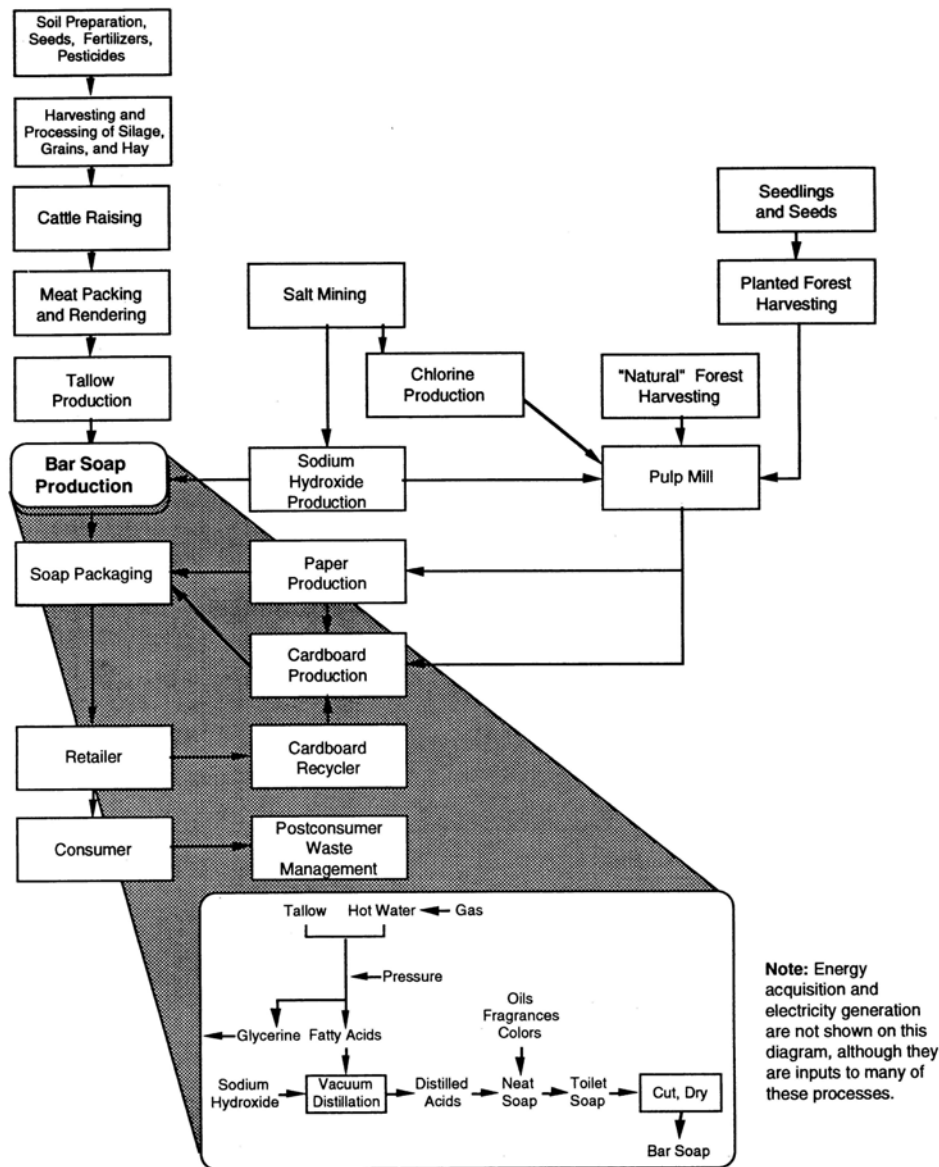 Soil Preparation,
Seeds, Fertilizers,
Pesticides
Harvesting and
Processing of Silage,
Grains, and Hay
Cattle Raising
Meat Packing
and Rendering
Tallow
Production
Bar Soap
Production
Soap Packaging
Retailer
Consumer
Salt Mining
Chlorine
Production
Sodium
Hydroxide
Production
Paper
Production
Cardboard
Production
Cardboard
Recycler
Postconsumer
Waste
Management
Seedlings
and Seeds
Planted Forest
Harvesting
"Natural" Forest
Harvesting
Pulp Mill
Tallow
Hot Water
Gas
Pressure
Glycerine
Fatty Acids
Oils
Fragrances
Colors
Sodium
Hydroxide
Vacuum
Distillation
Distilled
Acids
Neat
Soap
Toilet
Soap
Cut, Dry
Bar Soap
Note: Energy
acquisition and
electricity generation
are not shown on this
diagram, although they
are inputs to many of
these processes.